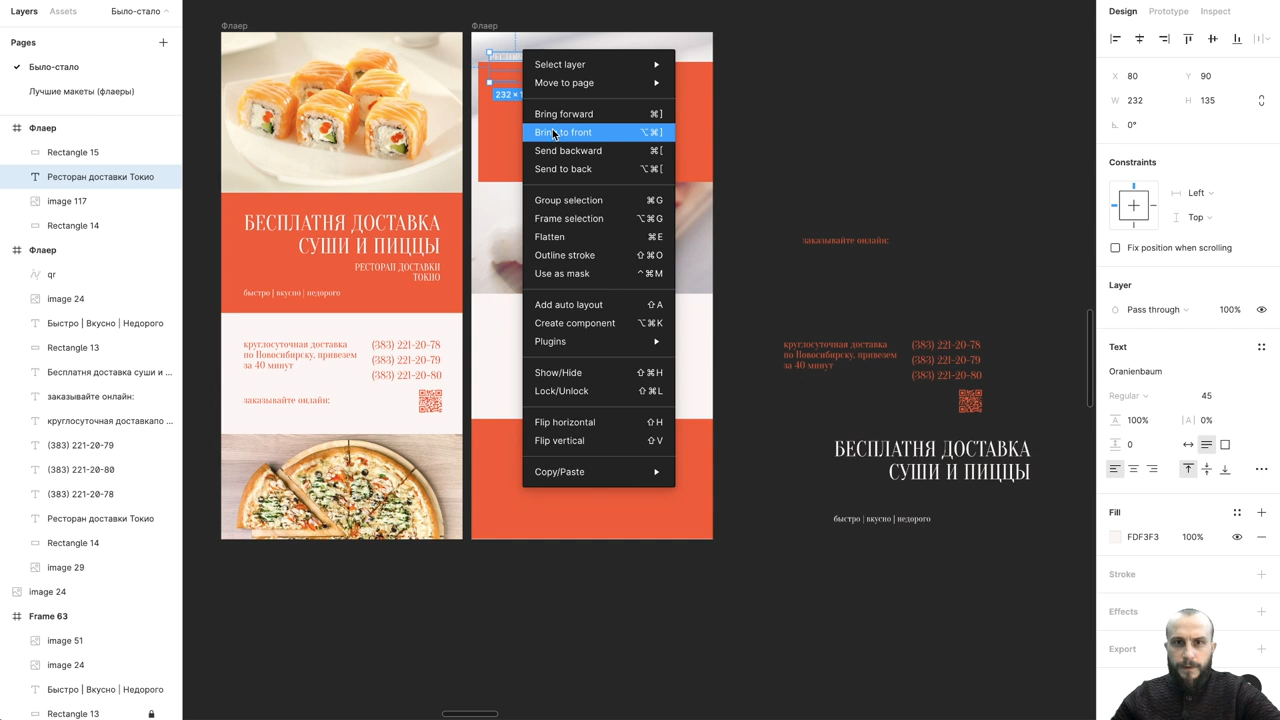 Layers
Assets
Было-стало
Pages
Было-стало
Лучшие макеты (флаеры)
Флаер
Rectangle 15
Ресторан доставки Токио
image 117
Rectangle 14
Флаер
qr
image 24
Быстро | Вкусно | Недорого
Rectangle 13
Бесплатня доставка суши и ...
заказывайте онлайн:
круглосуточная доставкапо ...
(383) 221-20-79
(383) 221-20-80
(383) 221-20-78
Ресторан доставки Токио
Rectangle 14
image 29
image 24
Frame 63
image 51
image 24
Быстро | Вкусно | Недорого
Rectangle 13
Флаер
БЕСПЛАТНЯ ДОСТАВКА
СУШИ И ПИЦЦЫ
РЕСТОРАН ДОСТАВКИ
ТОКИО
быстро | вкусно | недорого
круглосуточная доставка
по Новосибирску, привезем
за 40 минут
(383) 221-20-78
(383) 221-20-79
(383) 221-20-80
заказывайте онлайн:
Флаер
232 × 1
Select layer
Move to page
Bring forward ⌘]
Bring to front ⌥⌘]
Send backward ⌘[
Send to back ⌥⌘[
Group selection ⌘G
Frame selection ⌥⌘G
Flatten ⌘E
Outline stroke ⇧⌘O
Use as mask ^⌘M
Add auto layout ⇧A
Create component ⌥⌘K
Plugins
Show/Hide ⇧⌘H
Lock/Unlock ⇧⌘L
Flip horizontal ⇧H
Flip vertical ⇧V
Copy/Paste
заказывайте онлайн:
круглосуточная доставка
по Новосибирску, привезем
за 40 минут
(383) 221-20-78
(383) 221-20-79
(383) 221-20-80
БЕСПЛАТНЯ ДОСТАВКА
СУШИ И ПИЦЦЫ
быстро | вкусно | недорого
Design
Prototype
Inspect
X 80 Y 90
W 232 H 135
0°
Constraints
Left
Top
Fix position when scrolling
Layer
Pass through 100%
Text
Oranienbaum
Regular 45
100% 0%
0
Fill
FDF3F3 100%
Stroke
Effects
Export